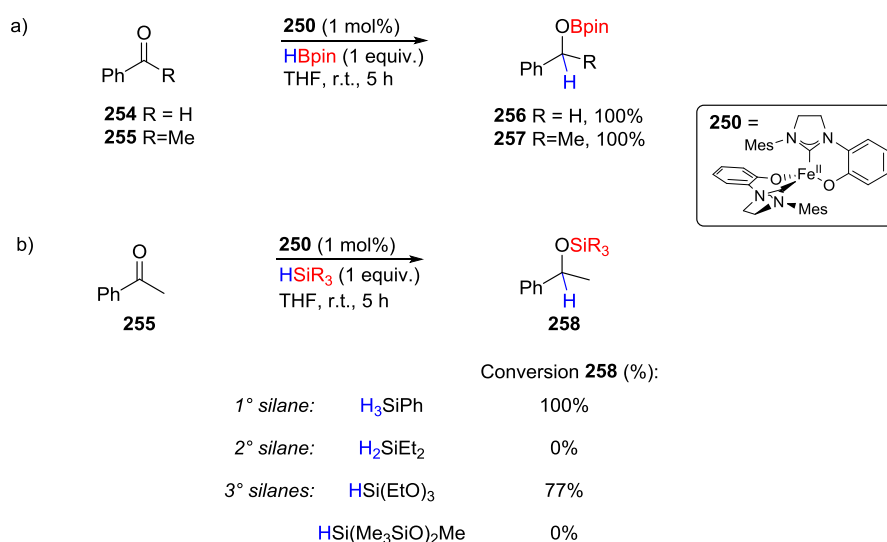 a)
O
Ph
R
254 R = H
255 R=Me
250 (1 mol%)
HBpin (1 equiv.)
THF, r.t., 5 h
OBpin
Ph
R
H
256 R = H, 100%
257 R=Me, 100%
250 =
Mes
N
N
O
Fe^II
O
N
N
Mes
b)
O
Ph
255
250 (1 mol%)
HSiR3 (1 equiv.)
THF, r.t., 5 h
OSiR3
Ph
H
258
Conversion 258 (%):
1° silane: H3SiPh 100%
2° silane: H2SiEt2 0%
3° silanes: HSi(EtO)3 77%
HSi(Me3SiO)2Me 0%